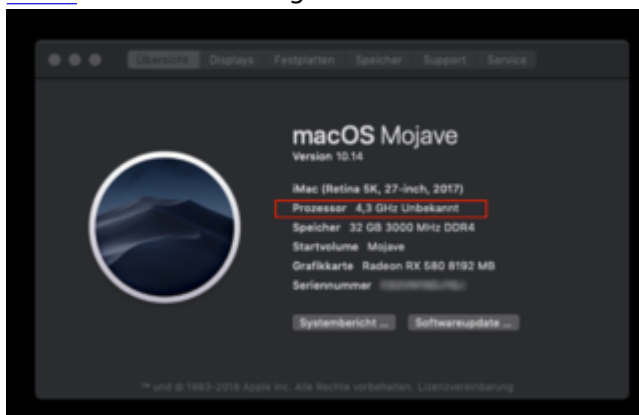 Übersicht Displays Festplatten Speicher Support Service
macOS Mojave
Version 10.14
iMac (Retina 5K, 27-inch, 2017)
Prozessor 4,3 GHz Unbekannt
Speicher 32 GB 3000 MHz DDR4
Startvolume Mojave
Grafikkarte Radeon RX 580 8192 MB
Seriennummer
Systembericht ... Softwareupdate ...
™ und © 1983-2018 Apple Inc. Alle Rechte vorbehalten. Lizenzvereinbarung